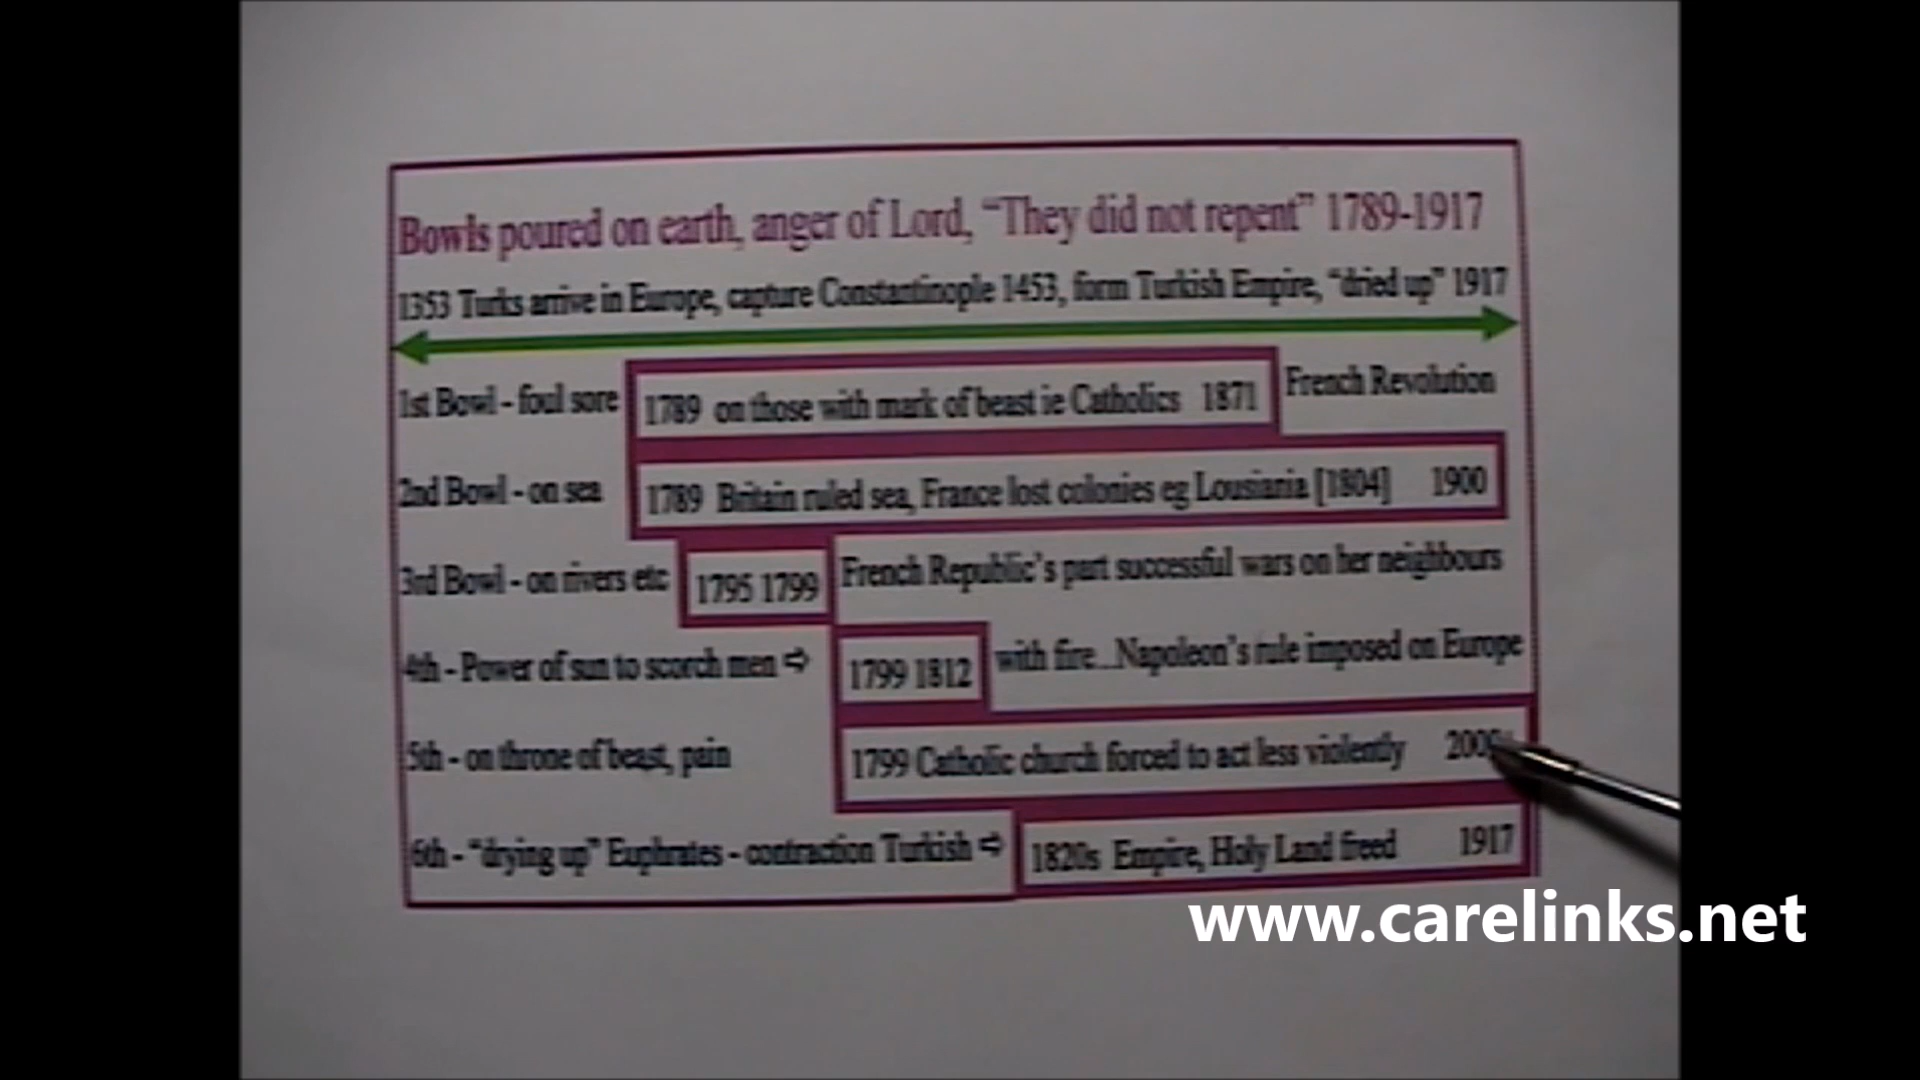 Bowls poured on earth, anger of Lord, “They did not repent” 1789-1917
1353 Turks arrive in Europe, capture Constantinople 1453, form Turkish Empire, “dried up” 1917
1st Bowl - foul sore 1789 on those with mark of beast ie Catholics 1871 French Revolution
2nd Bowl - on sea 1789 Britain ruled sea, France lost colonies eg Lousiania [1804] 1900
3rd Bowl - on rivers etc 1795 1799 French Republic’s part successful wars on her neighbours
4th - Power of sun to scorch men ⇨ 1799 1812 with fire...Napoleon’s rule imposed on Europe
5th - on throne of beast, pain 1799 Catholic church forced to act less violently
6th - “drying up” Euphrates - contraction Turkish ⇨ 1820s Empire, Holy Land freed 1917
www.carelinks.net